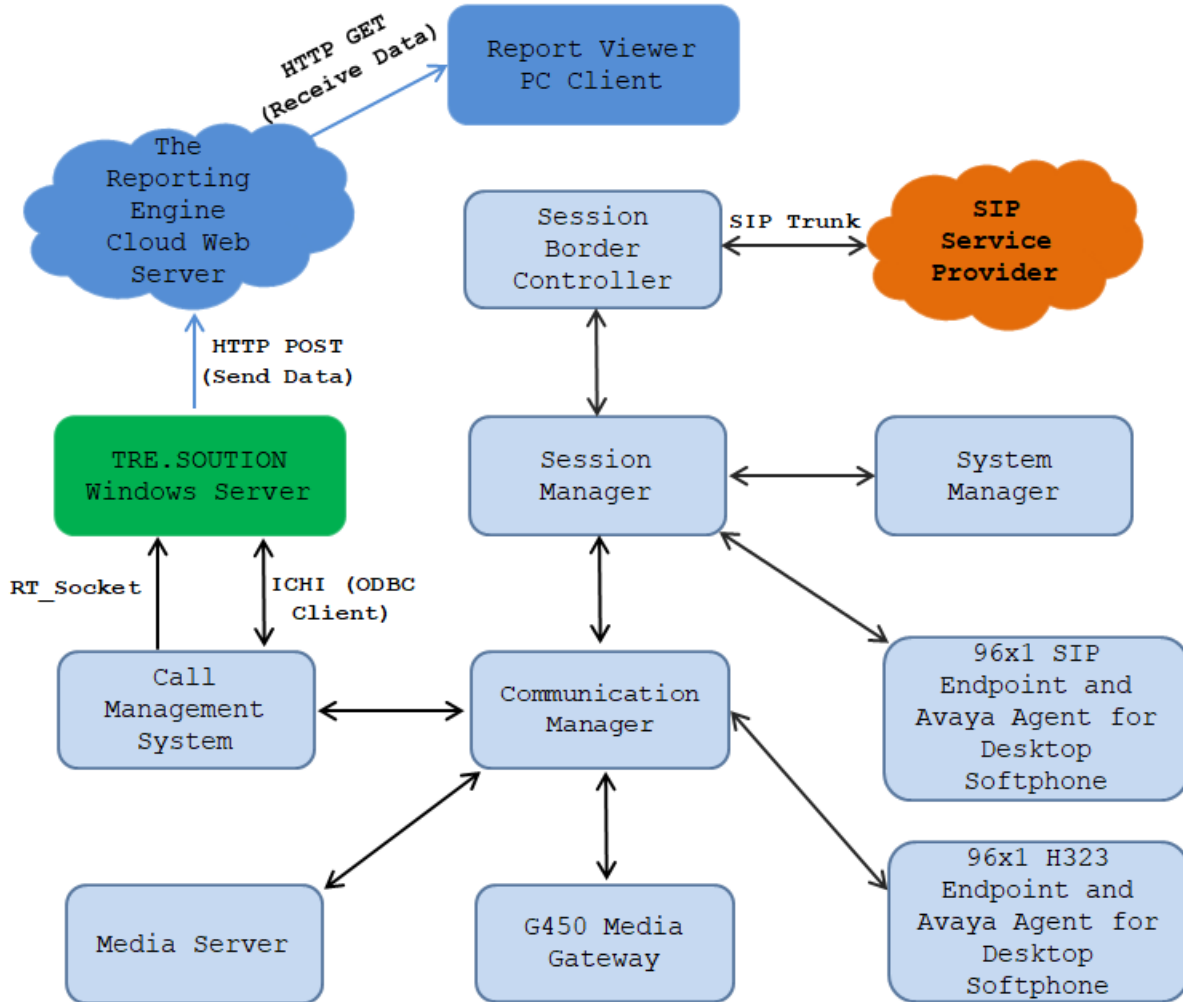 HTTP GET
(Receive Data)
Report Viewer
PC Client
The
Reporting
Engine
Cloud Web
Server
Session
Border
Controller
SIP Trunk
SIP
Service
Provider
HTTP POST
(Send Data)
TRE.SOUTION
Windows Server
Session
Manager
System
Manager
RT_Socket
ICHI (ODBC
Client)
Call
Management
System
Communication
Manager
96x1 SIP
Endpoint and
Avaya Agent for
Desktop
Softphone
Media Server
G450 Media
Gateway
96x1 H323
Endpoint and
Avaya Agent for
Desktop
Softphone